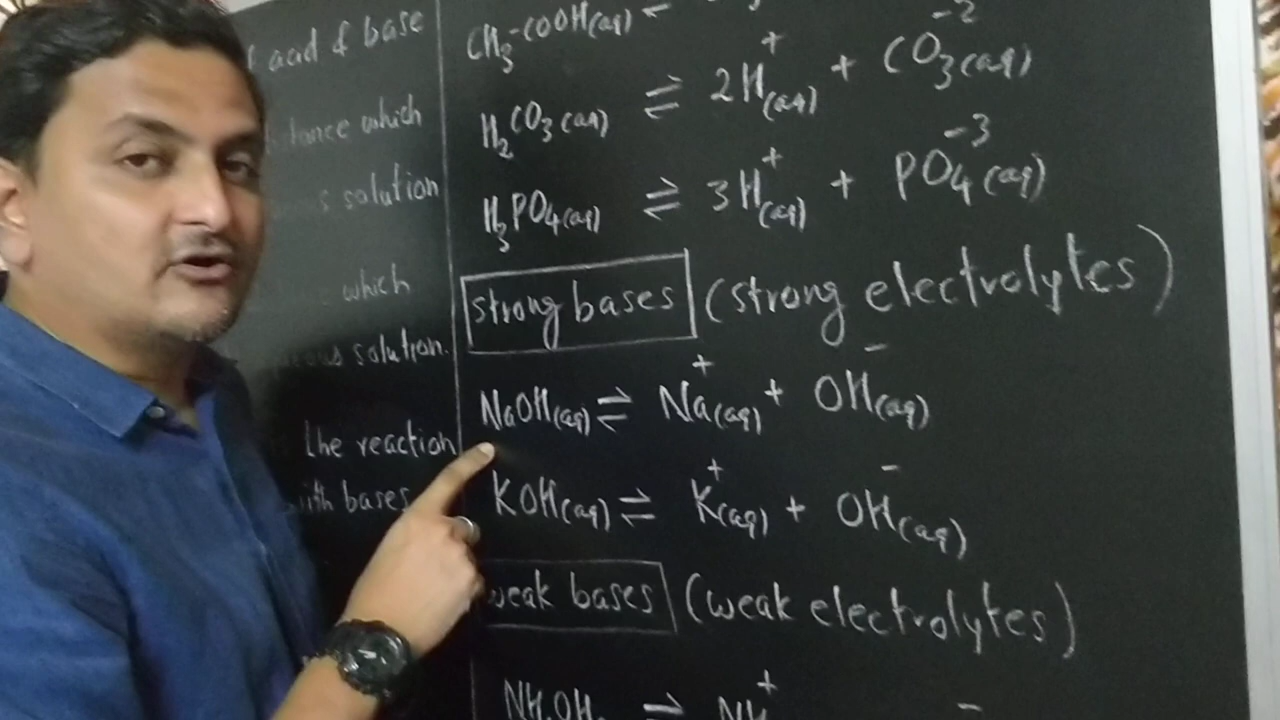 acid & base
which
s solution
which
solution.
the reaction
with bases
CH₃-COOH(aq) ⇌
H₂CO₃(aq) ⇌ 2H⁺(aq) + CO₃⁻²(aq)
H₃PO₄(aq) ⇌ 3H⁺(aq) + PO₄⁻³(aq)
strong bases (strong electrolytes)
NaOH(aq) ⇌ Na⁺(aq) + OH⁻(aq)
KOH(aq) ⇌ K⁺(aq) + OH⁻(aq)
weak bases (weak electrolytes)